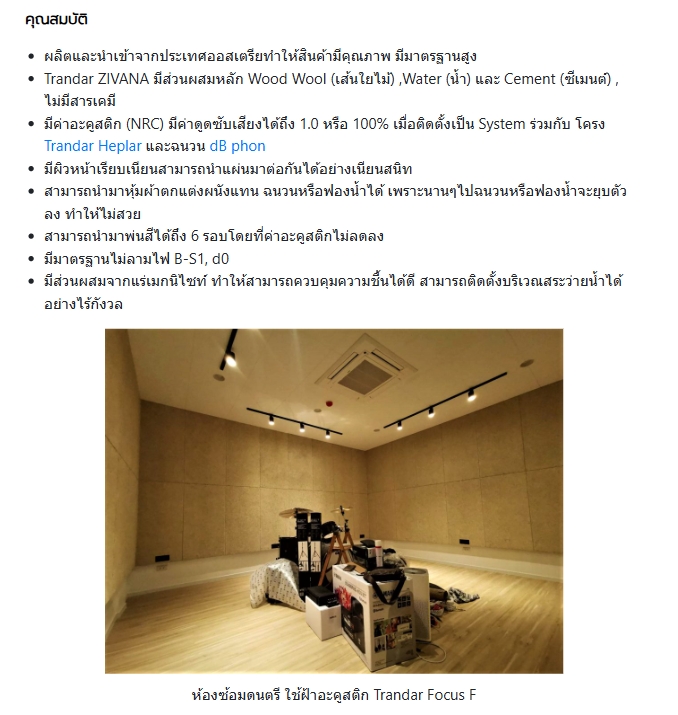 คุณสมบัติ
ผลิตและนำเข้าจากประเทศออสเตรียทำให้สินค้ามีคุณภาพ มีมาตรฐานสูง
Trandar ZIVANA มีส่วนผสมหลัก Wood Wool (เส้นใยไม้) ,Water (น้ำ) และ Cement (ซีเมนต์) ,
ไม่มีสารเคมี
มีค่าอะคูสติก (NRC) มีค่าดูดซับเสียงได้ถึง 1.0 หรือ 100% เมื่อติดตั้งเป็น System ร่วมกับ โครง
Trandar Heplar และฉนวน dB phon
มีผิวหน้าเรียบเนียนสามารถนำแผ่นมาต่อกันได้อย่างเนียนสนิท
สามารถนำมาหุ้มผ้าตกแต่งผนังแทน ฉนวนหรือฟองน้ำได้ เพราะนานๆไปฉนวนหรือฟองน้ำจะยุบตัว
ลง ทำให้ไม่สวย
สามารถนำมาพ่นสีได้ถึง 6 รอบโดยที่ค่าอะคูสติกไม่ลดลง
มีมาตรฐานไม่ลามไฟ B-S1, d0
มีส่วนผสมจากแร่เมกนิไซท์ ทำให้สามารถควบคุมความชื้นได้ดี สามารถติดตั้งบริเวณสระว่ายน้ำได้
อย่างไร้กังวล
ห้องซ้อมดนตรี ใช้ฝ้าอะคูสติก Trandar Focus F